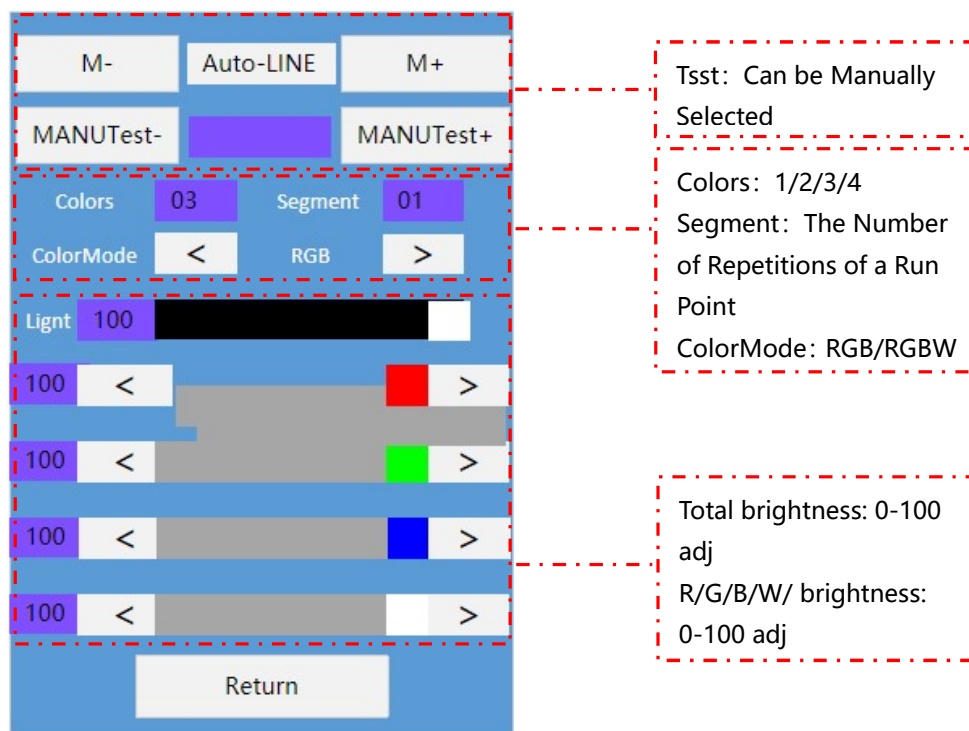 M- Auto-LINE M+
MANUTest- MANUTest+
Colors 03 Segment 01
ColorMode < RGB >
Lignt 100
100 < >
100 < >
100 < >
100 < >
Return
Tsst：Can be Manually
Selected
Colors：1/2/3/4
Segment：The Number
of Repetitions of a Run
Point
ColorMode：RGB/RGBW
Total brightness: 0-100
adj
R/G/B/W/ brightness:
0-100 adj